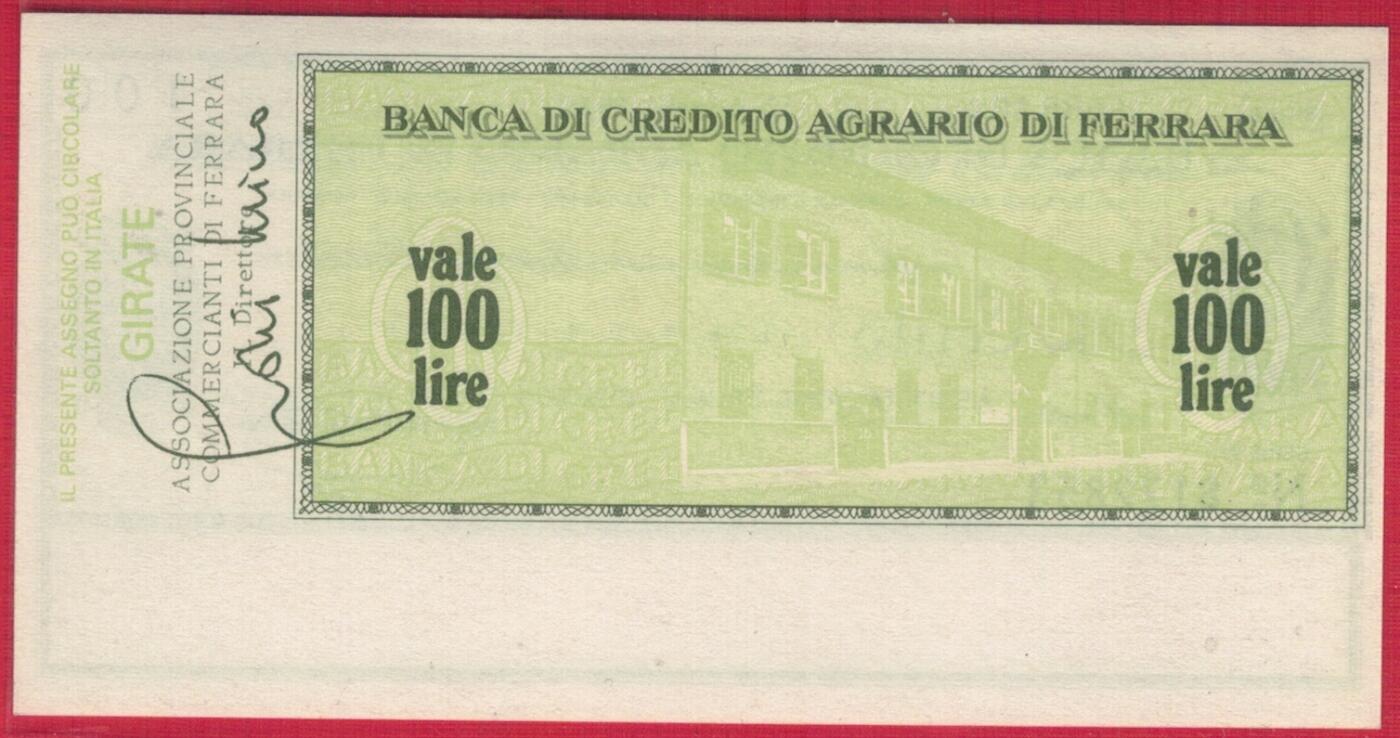 IL PRESENTE ASSEGNO PUÒ CIRCOLARE
SOLTANTO IN ITALIA
GIRATE
ASSOCIAZIONE PROVINCIALE
COMMERCIANTI DI FERRARA
Il Direttore
BANCA DI CREDITO AGRARIO DI FERRARA
vale
100
lire
vale
100
lire